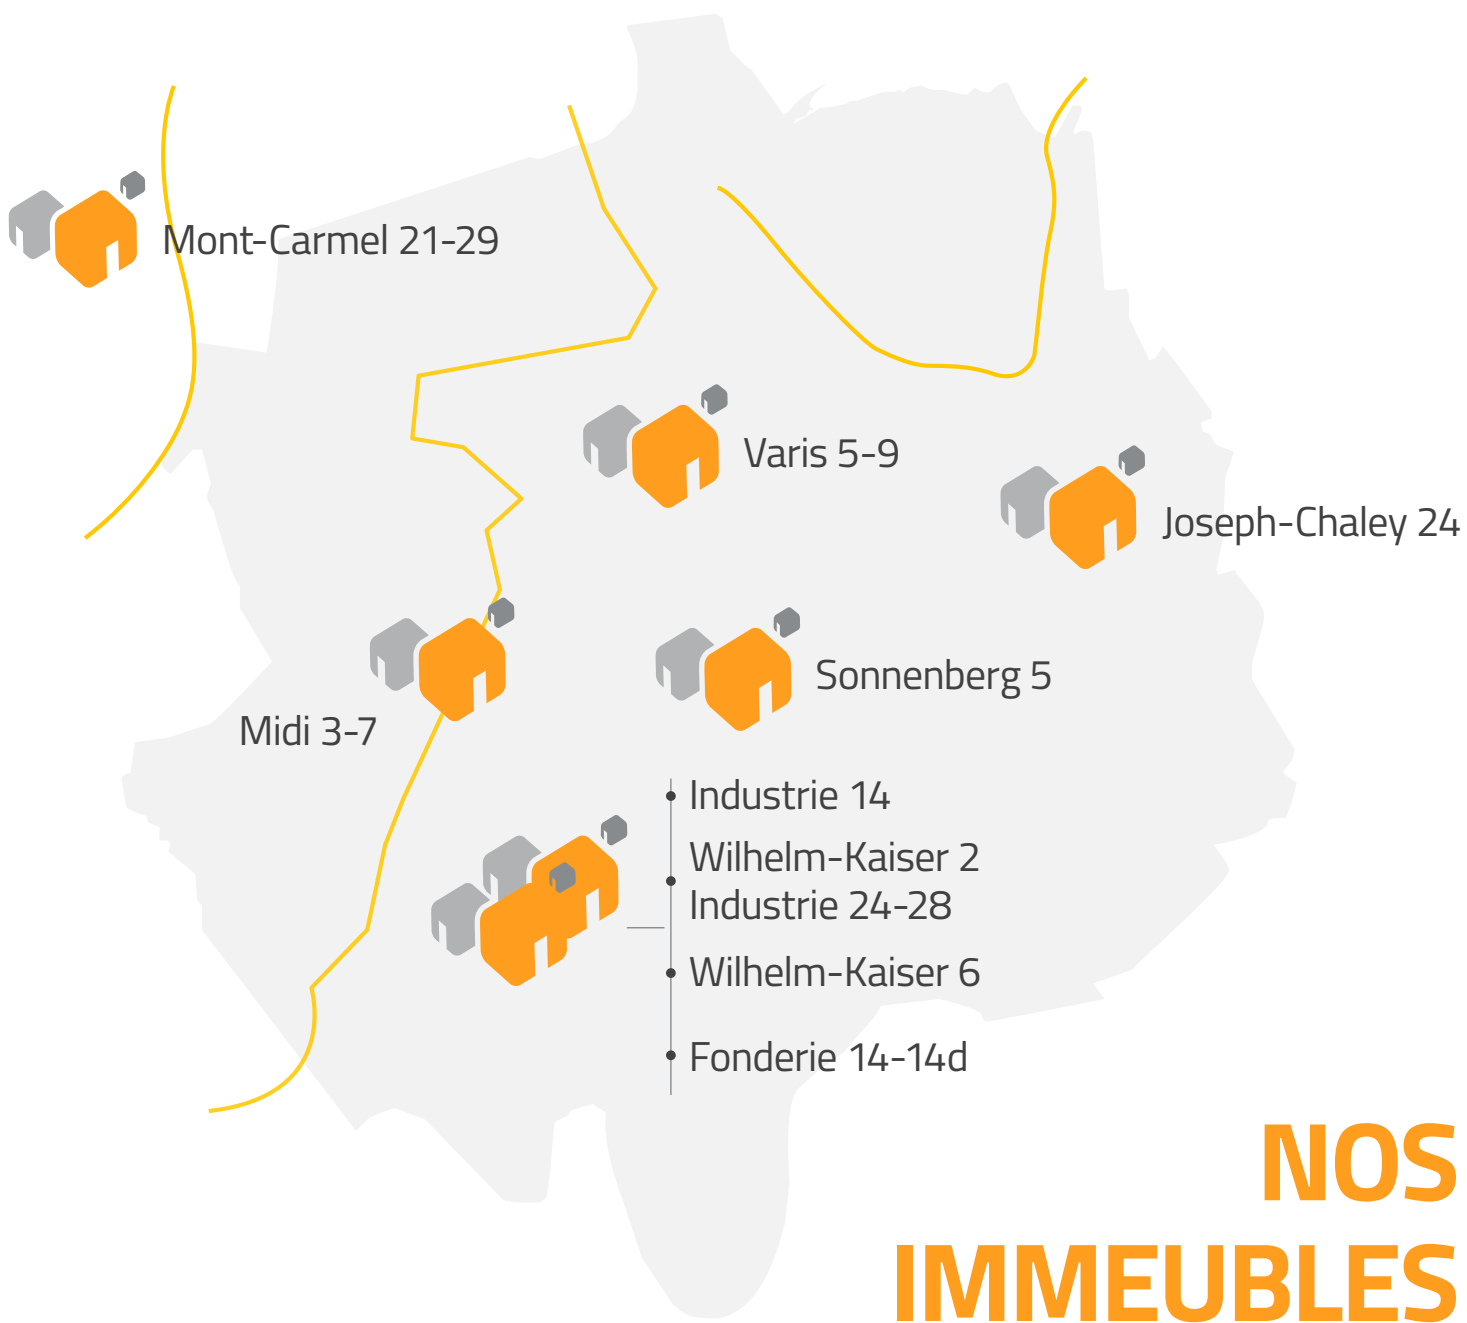 Mont-Carmel 21-29
Varis 5-9
Joseph-Chaley 24
Sonnenberg 5
Midi 3-7
Industrie 14
Wilhelm-Kaiser 2
Industrie 24-28
Wilhelm-Kaiser 6
Fonderie 14-14d
NOS
IMMEUBLES